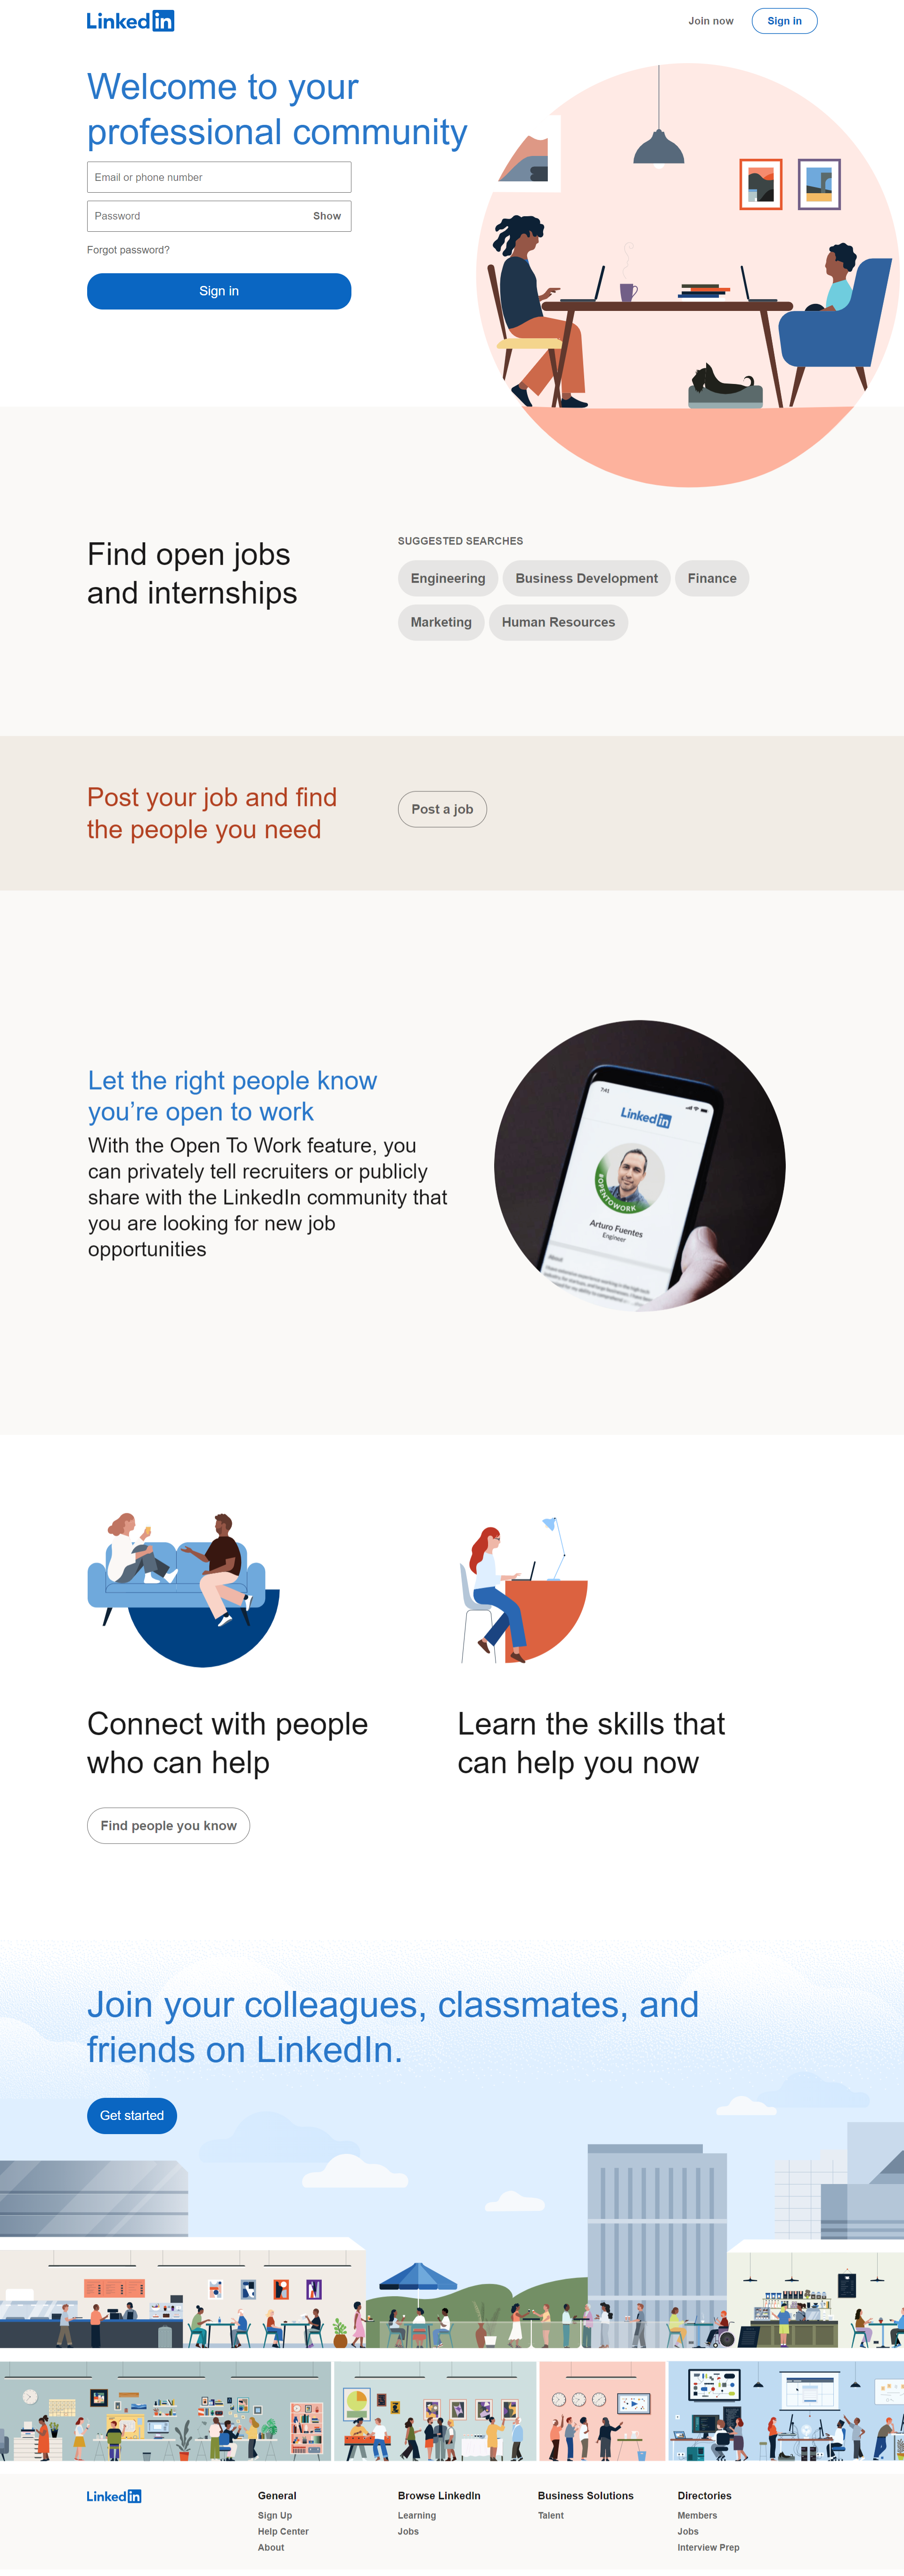 LinkedIn
Join now
Sign in
Welcome to your
professional community
Email or phone number
Password
Show
Forgot password?
Sign in
Find open jobs
and internships
SUGGESTED SEARCHES
Engineering
Business Development
Finance
Marketing
Human Resources
Post your job and find
the people you need
Post a job
Let the right people know
you’re open to work
With the Open To Work feature, you
can privately tell recruiters or publicly
share with the LinkedIn community that
you are looking for new job
opportunities
7:41
LinkedIn
#OPENTOWORK
Arturo Fuentes
Engineer
About
Connect with people
who can help
Learn the skills that
can help you now
Find people you know
Join your colleagues, classmates, and
friends on LinkedIn.
Get started
LinkedIn
General
Sign Up
Help Center
About
Browse LinkedIn
Learning
Jobs
Business Solutions
Talent
Directories
Members
Jobs
Interview Prep